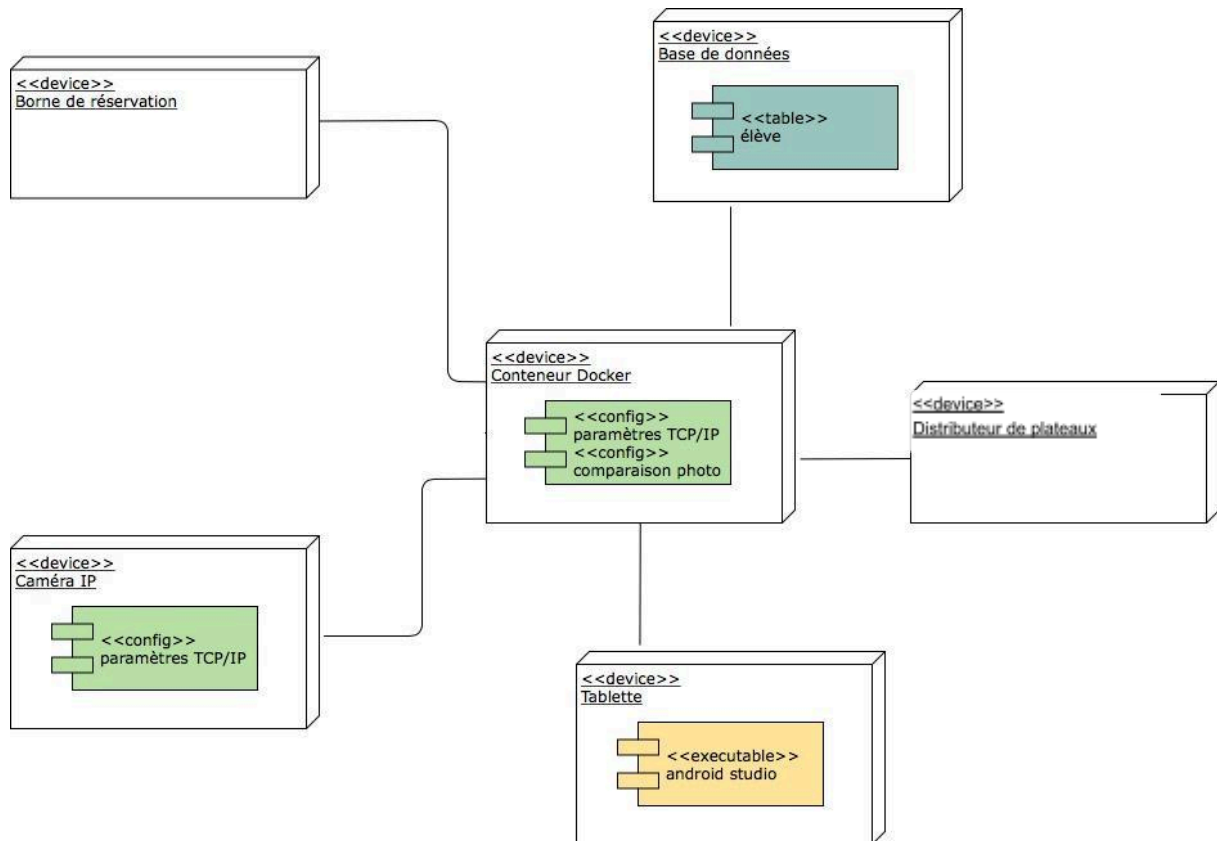 <<device>>
Base de données
<<table>>
élève
<<device>>
Borne de réservation
<<device>>
Conteneur Docker
<<config>>
paramètres TCP/IP
<<config>>
comparaison photo
<<device>>
Distributeur de plateaux
<<device>>
Caméra IP
<<config>>
paramètres TCP/IP
<<device>>
Tablette
<<executable>>
android studio